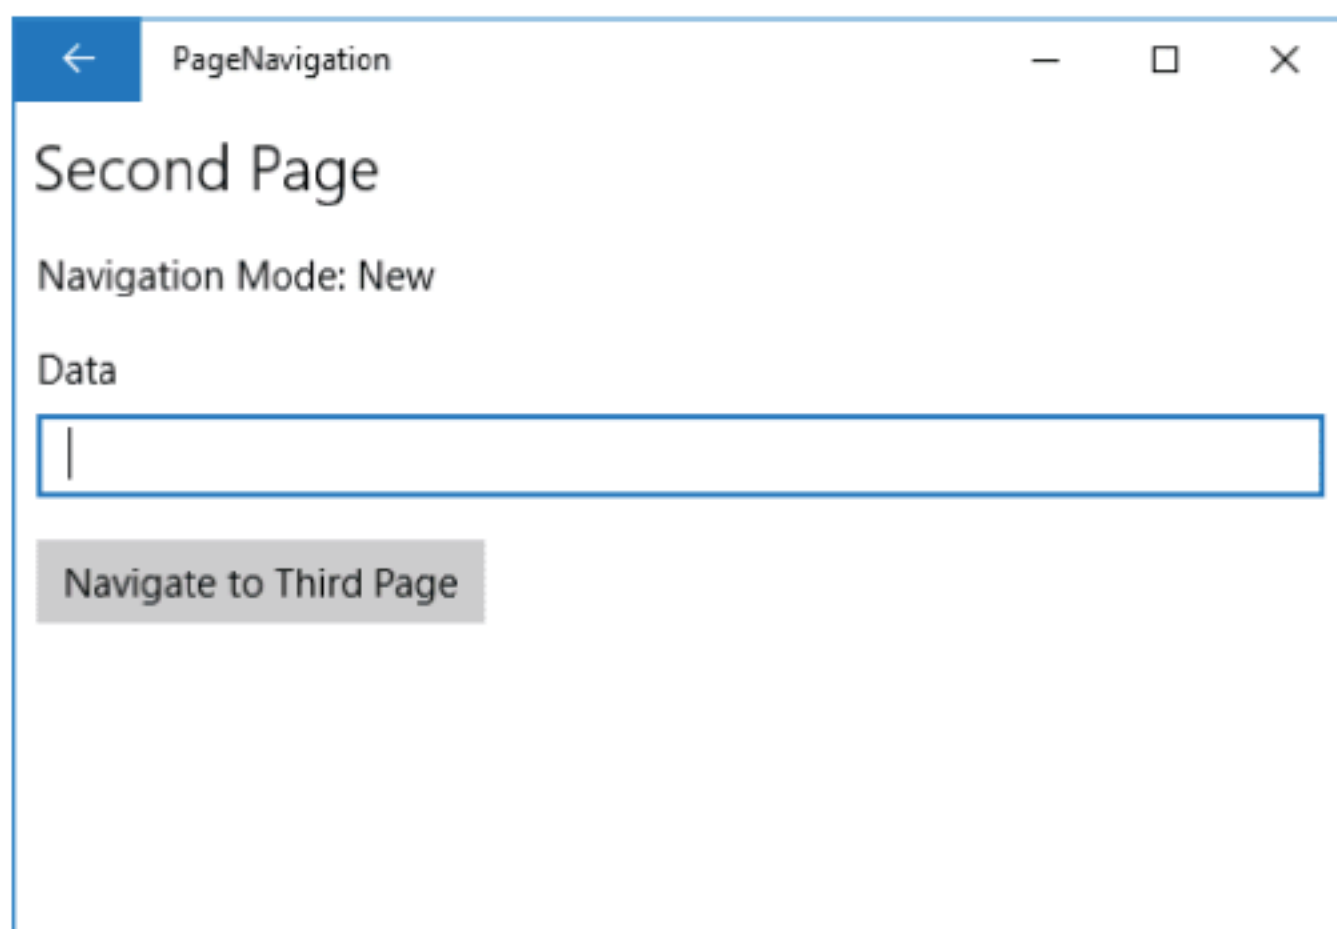 PageNavigation
Second Page
Navigation Mode: New
Data
Navigate to Third Page